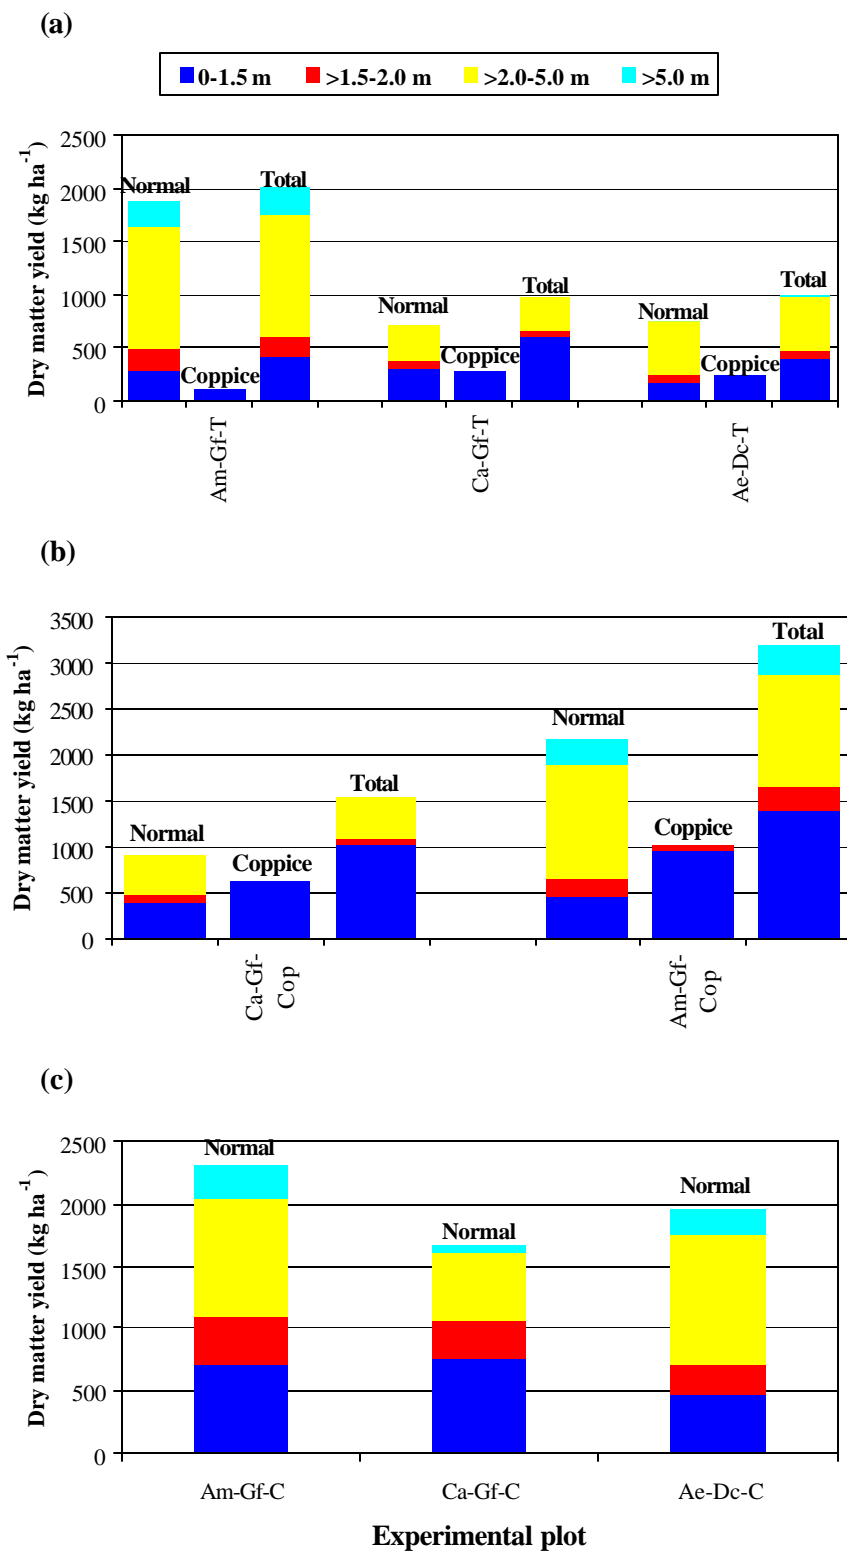 (a)
0-1.5 m >1.5-2.0 m >2.0-5.0 m >5.0 m
Dry matter yield (kg ha-1)
2500
2000
1500
1000
500
0
Normal Coppice Total
Normal Coppice Total
Normal Coppice Total
Am-Gf-T Ca-Gf-T Ae-Dc-T
(b)
Dry matter yield (kg ha-1)
3500
3000
2500
2000
1500
1000
500
0
Normal Coppice Total
Normal Coppice Total
Ca-Gf-
Cop
Am-Gf-
Cop
(c)
Dry matter yield (kg ha-1)
2500
2000
1500
1000
500
0
Normal Normal Normal
Am-Gf-C Ca-Gf-C Ae-Dc-C
Experimental plot